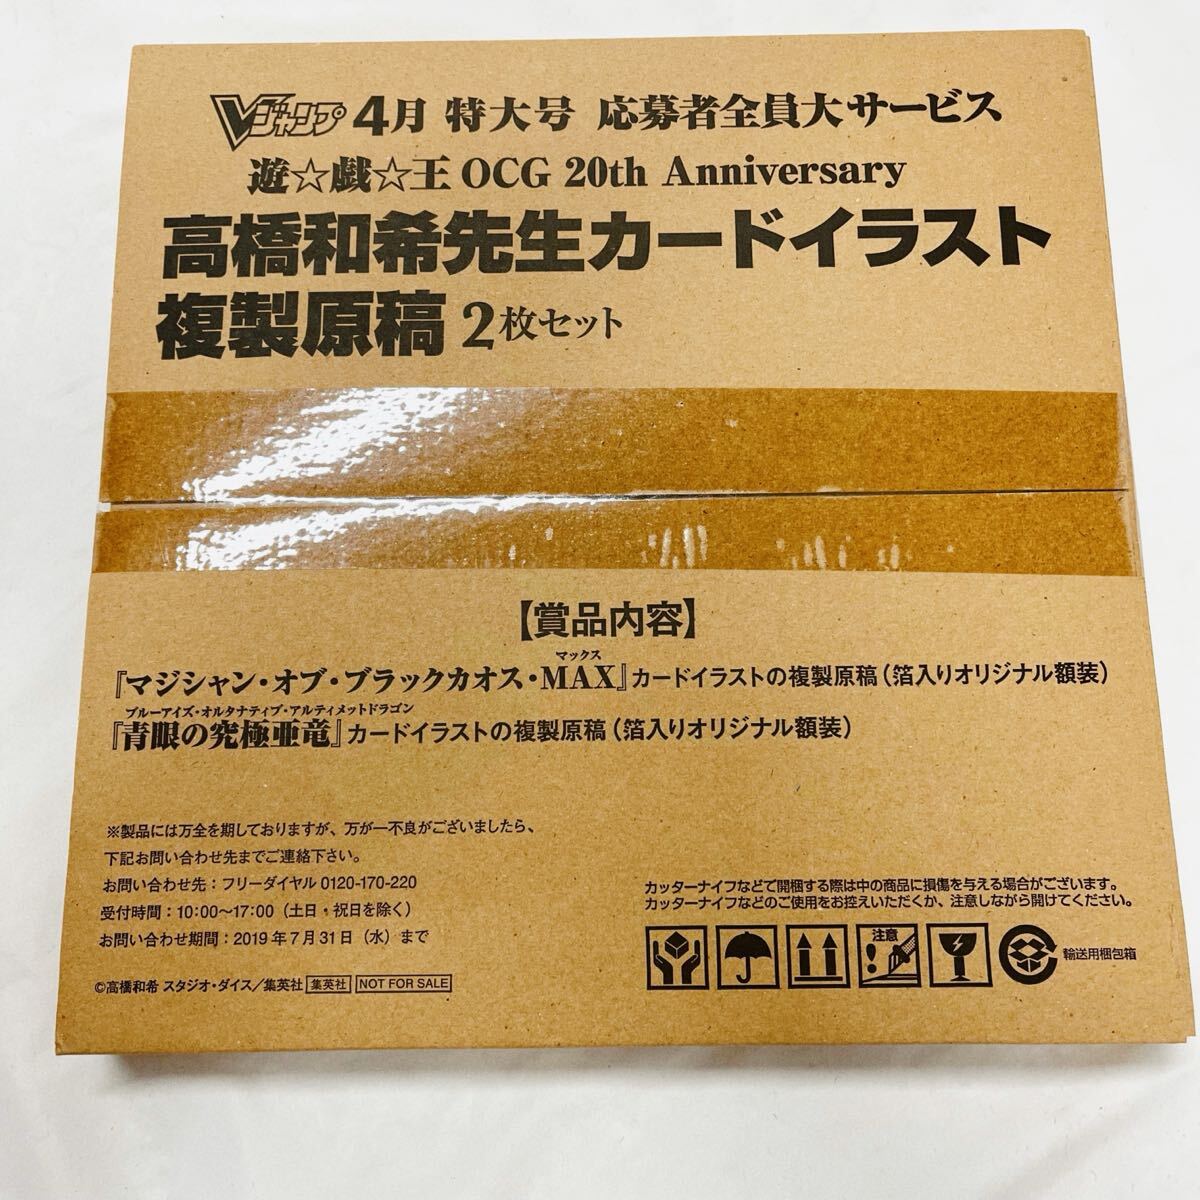 Vジャンプ 4月 特大号 応募者全員大サービス
遊☆戯☆王 OCG 20th Anniversary
高橋和希先生カードイラスト
複製原稿 2枚セット
【賞品内容】
マックス
『マジシャン・オブ・ブラックカオス・MAX』カードイラストの複製原稿（箔入りオリジナル額装）
ブルーアイズ・オルタナティブ・アルティメットドラゴン
『青眼の究極亜竜』カードイラストの複製原稿（箔入りオリジナル額装）
※製品には万全を期しておりますが、万が一不良がございましたら、
下記お問い合わせ先までご連絡下さい。
お問い合わせ先：フリーダイヤル 0120-170-220
受付時間：10:00〜17:00（土日・祝日を除く）
お問い合わせ期間：2019年7月31日（水）まで
©高橋和希 スタジオ・ダイス／集英社 集英社 NOT FOR SALE
カッターナイフなどで開梱する際は中の商品に損傷を与える場合がございます。
カッターナイフなどのご使用をお控えいただくか、注意しながら開けてください。
注意
輸送用梱包箱